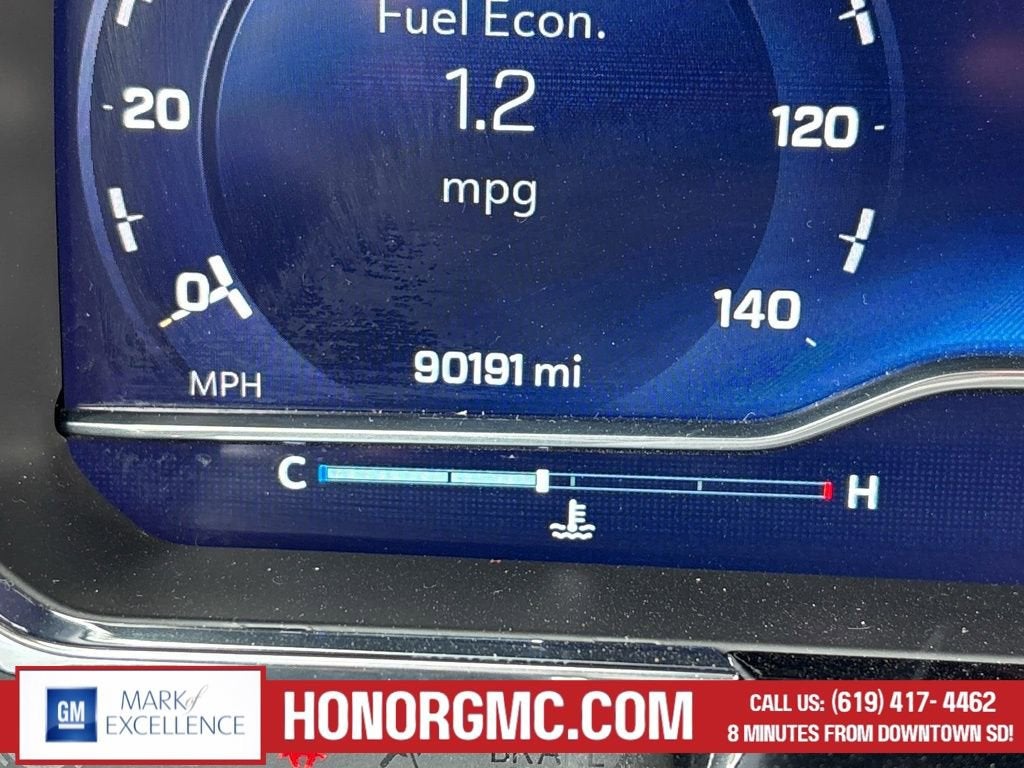 Fuel Econ.
1.2
mpg
20
120
0
140
90191 mi
MPH
C
H
GM
MARK of
EXCELLENCE
HONORGMC.COM
CALL US: (619) 417- 4462
8 MINUTES FROM DOWNTOWN SD!